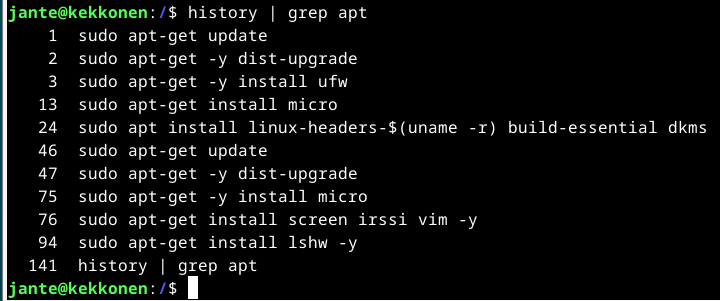 jante@kekkonen:/$ history | grep apt
1 sudo apt-get update
2 sudo apt-get -y dist-upgrade
3 sudo apt-get -y install ufw
13 sudo apt-get install micro
24 sudo apt install linux-headers-$(uname -r) build-essential dkms
46 sudo apt-get update
47 sudo apt-get -y dist-upgrade
75 sudo apt-get -y install micro
76 sudo apt-get install screen irssi vim -y
94 sudo apt-get install lshw -y
141 history | grep apt
jante@kekkonen:/$